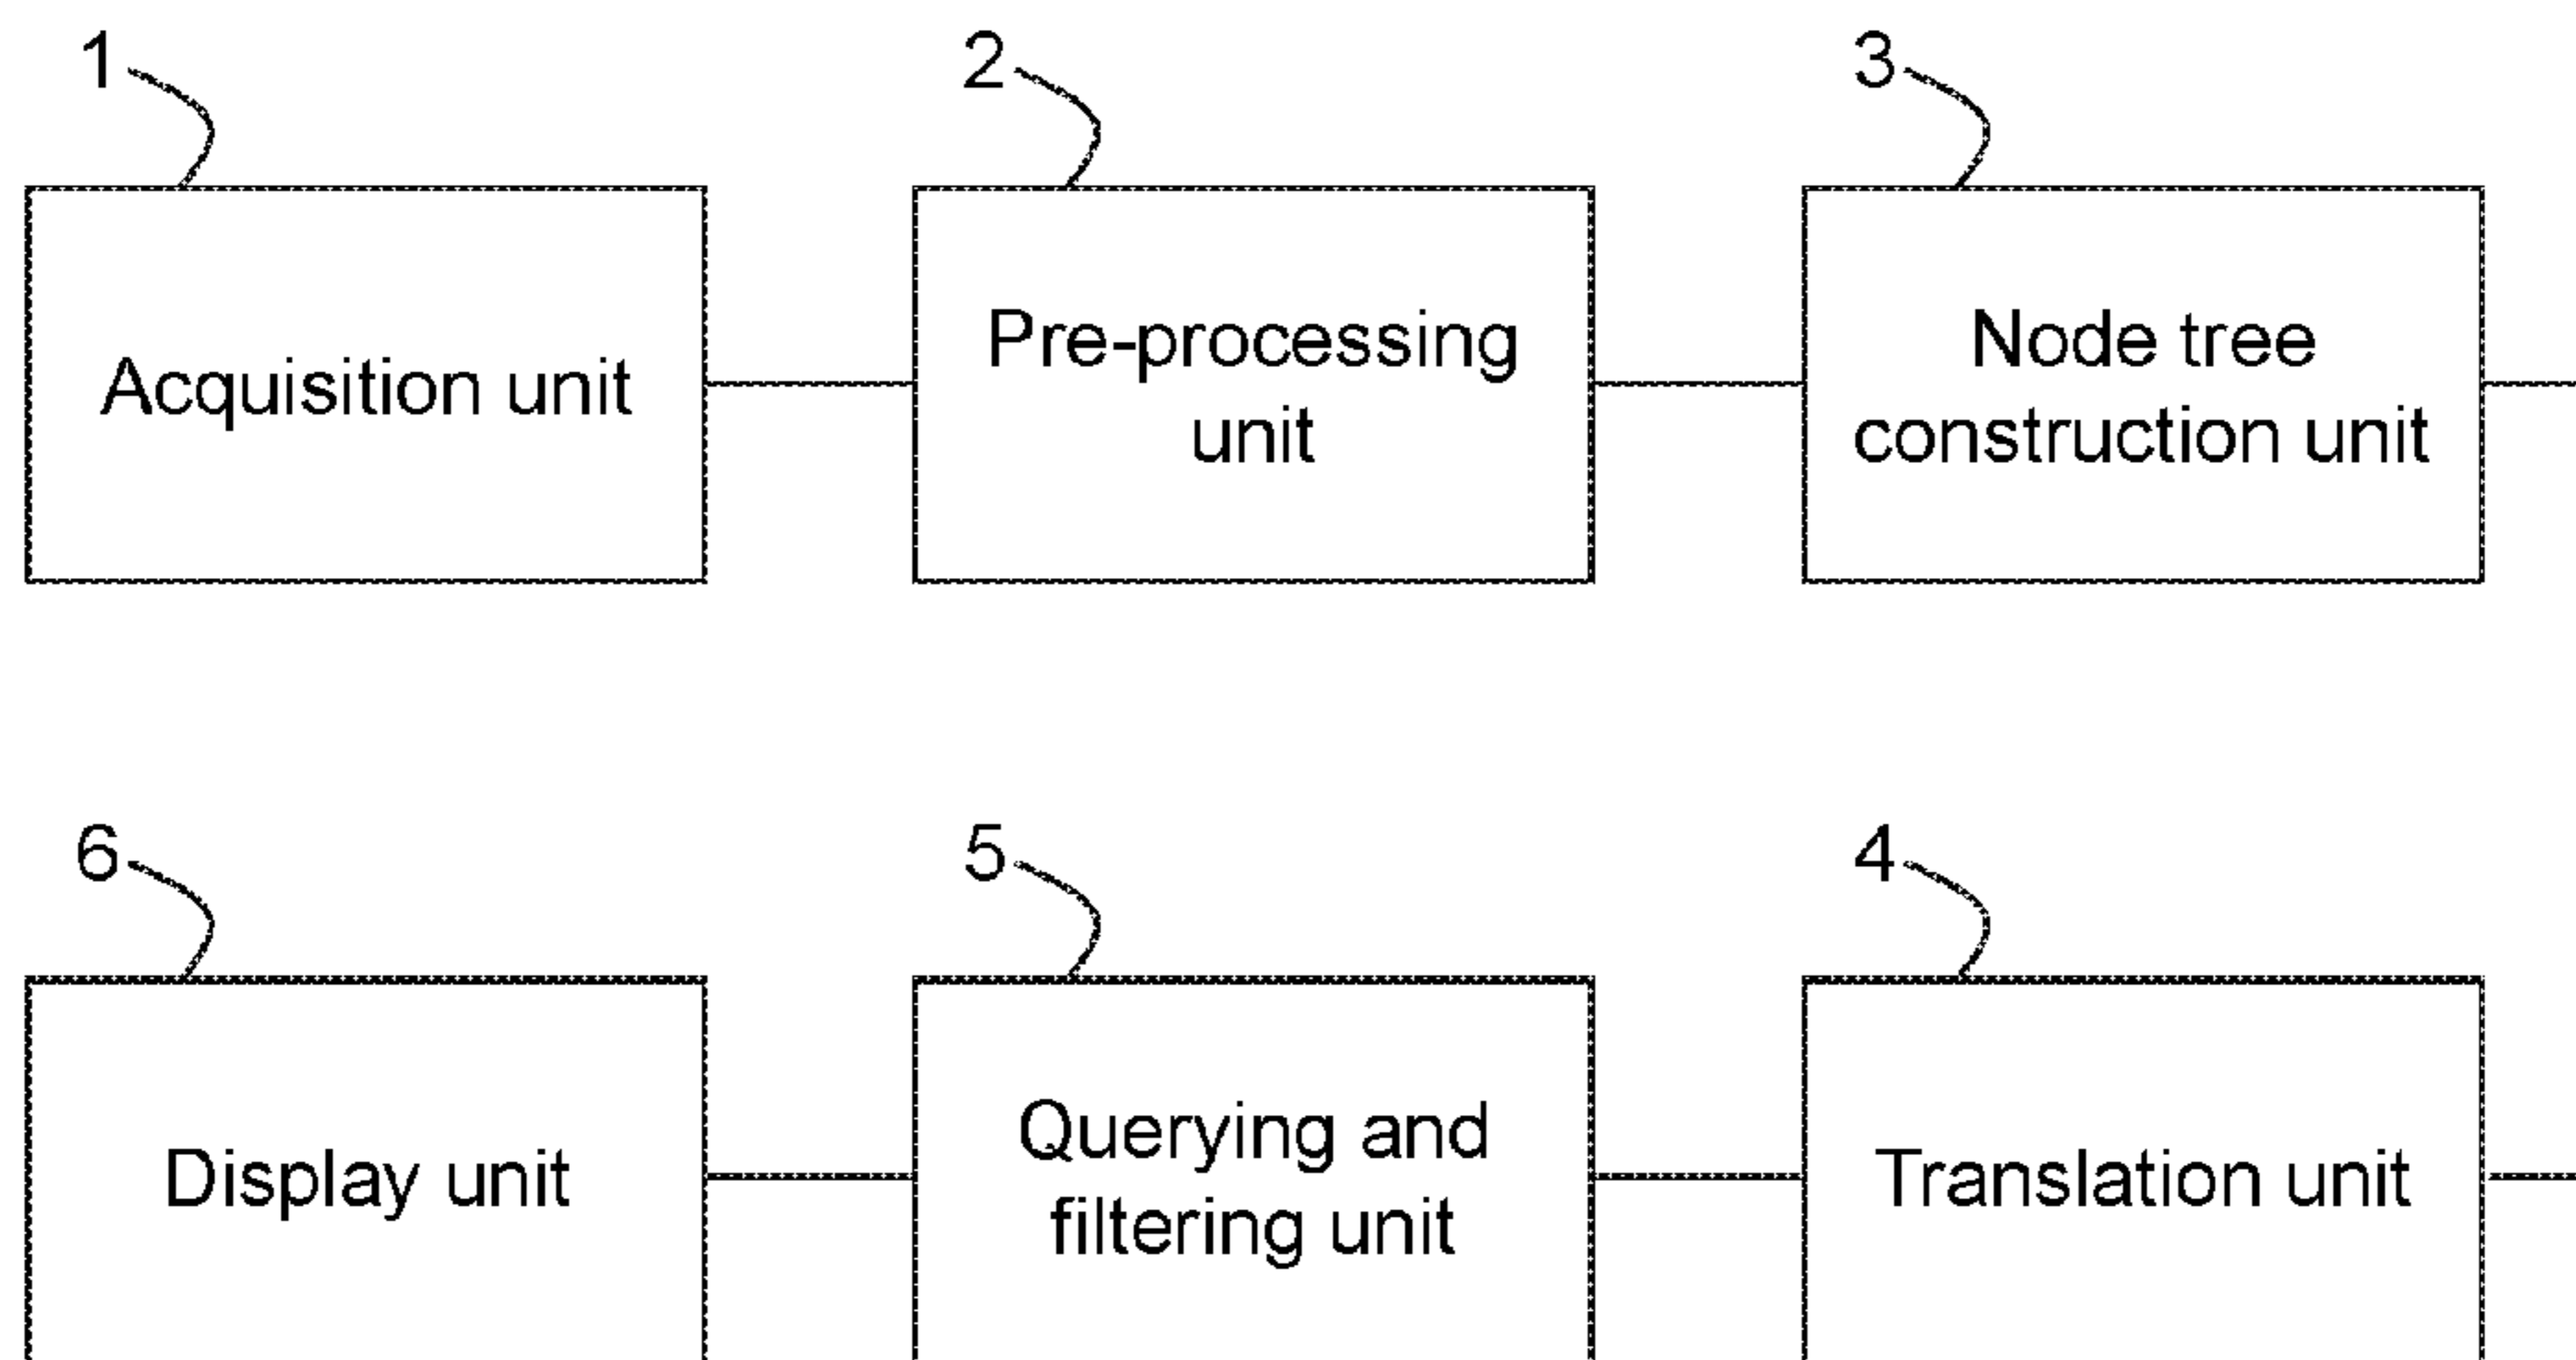 1
2
3
Acquisition unit
Pre-processing
unit
Node tree
construction unit
6
5
4
Display unit
Querying and
filtering unit
Translation unit